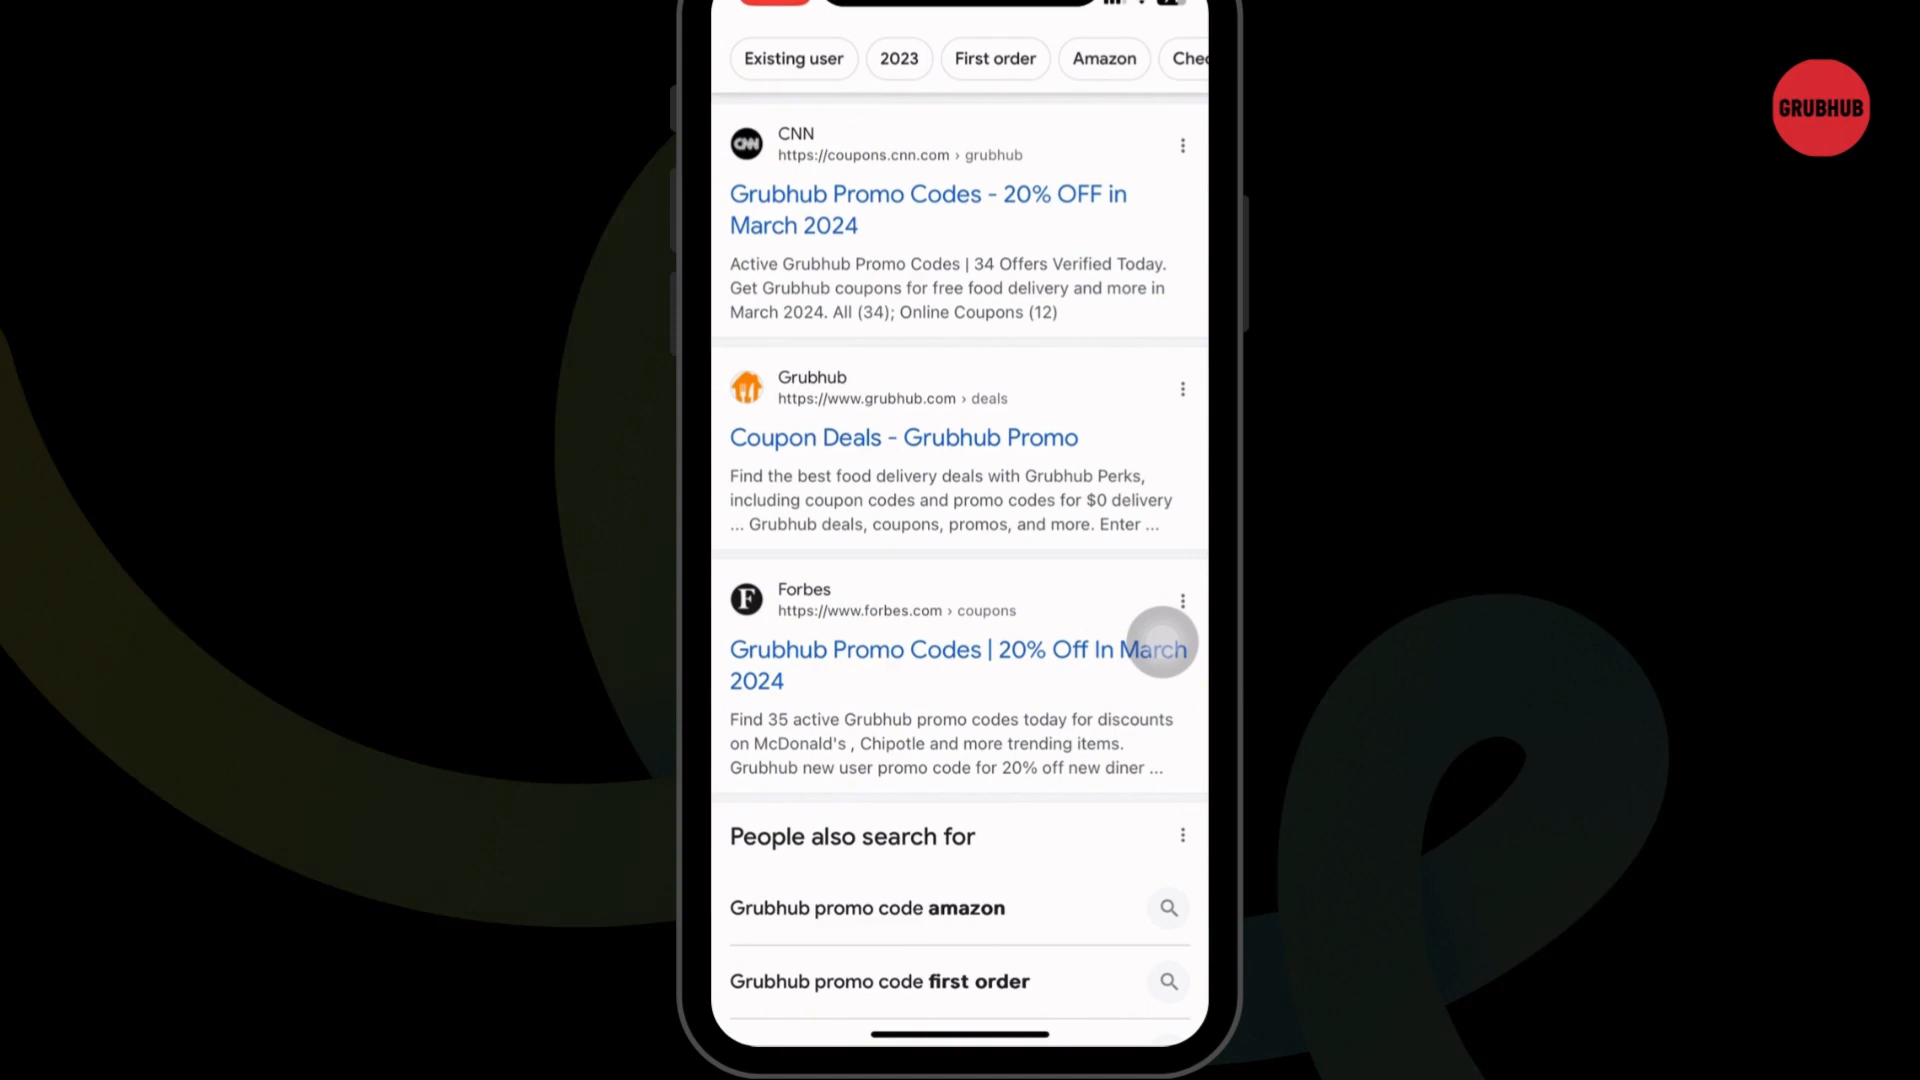 Existing user
2023
First order
Amazon
GRUBHUB
CNN
CNN
https://coupons.cnn.com › grubhub
Grubhub Promo Codes - 20% OFF in
March 2024
Active Grubhub Promo Codes | 34 Offers Verified Today.
Get Grubhub coupons for free food delivery and more in
March 2024. All (34); Online Coupons (12)
Grubhub
https://www.grubhub.com › deals
Coupon Deals - Grubhub Promo
Find the best food delivery deals with Grubhub Perks,
including coupon codes and promo codes for $0 delivery
... Grubhub deals, coupons, promos, and more. Enter ...
F
Forbes
https://www.forbes.com › coupons
Grubhub Promo Codes | 20% Off In March
2024
Find 35 active Grubhub promo codes today for discounts
on McDonald's , Chipotle and more trending items.
Grubhub new user promo code for 20% off new diner ...
People also search for
Grubhub promo code amazon
Grubhub promo code first order